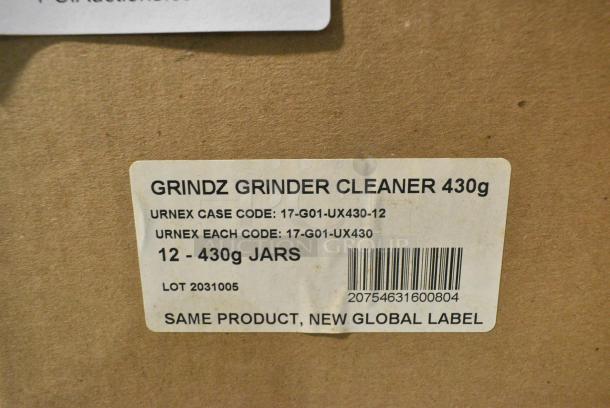 GRINDZ GRINDER CLEANER 430g
URNEX CASE CODE: 17-G01-UX430-12
URNEX EACH CODE: 17-G01-UX430
12 - 430g JARS
LOT 2031005
20754631600804
SAME PRODUCT, NEW GLOBAL LABEL